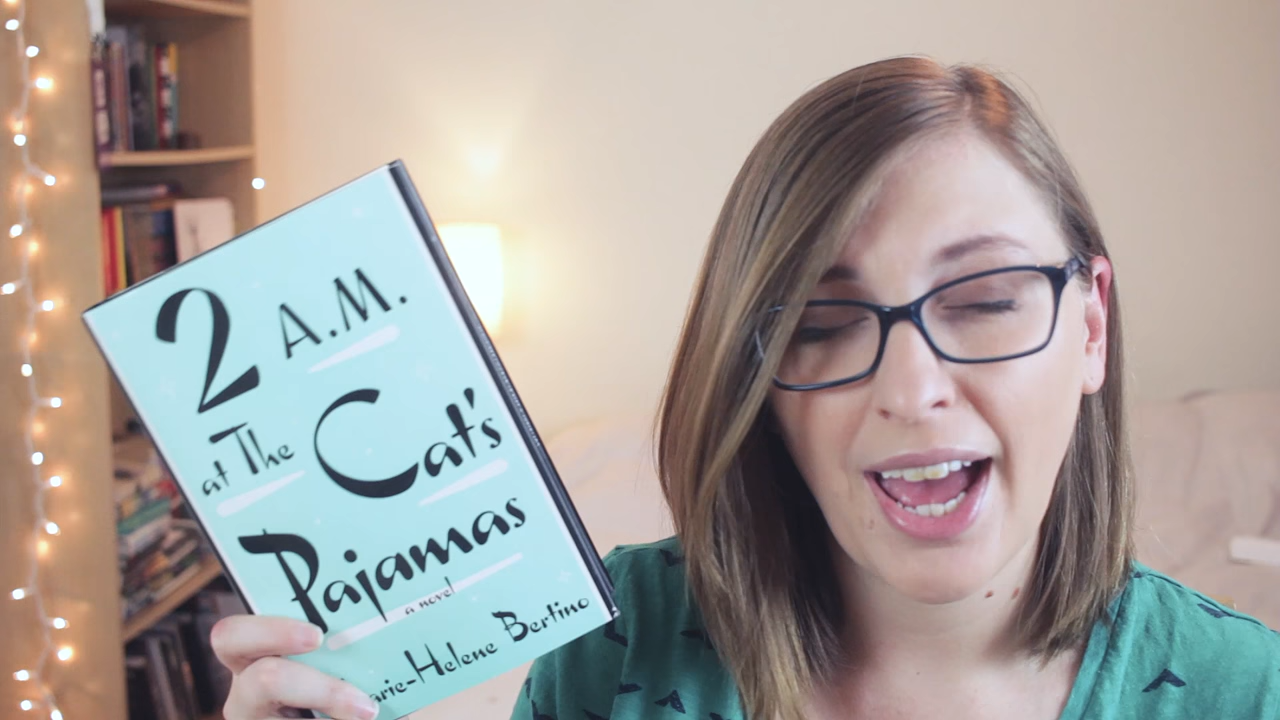 2 A.M.
at The Cat's
Pajamas
a novel
arie-Helene Bertino